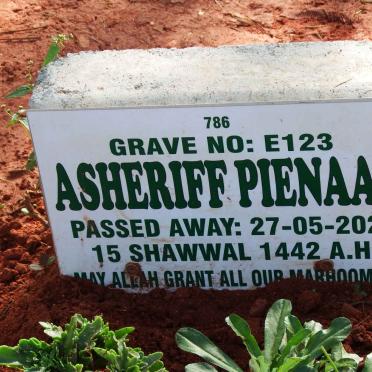 786
GRAVE NO: E123
ASHERIFF PIENAA
PASSED AWAY: 27-05-202
15 SHAWWAL 1442 A.H
MAY ALLAH GRANT ALL OUR MARHOOM